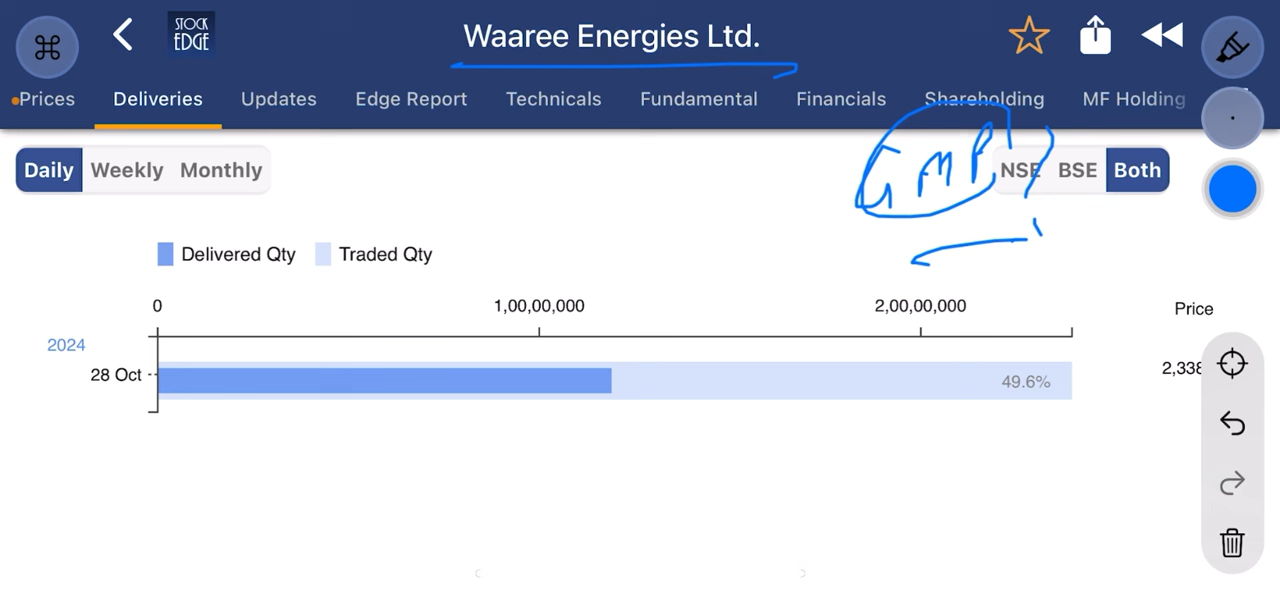 STOCK
EDGE
Waaree Energies Ltd.
Prices Deliveries Updates Edge Report Technicals Fundamental Financials Shareholding MF Holding
Daily Weekly Monthly
GMP
NSE BSE Both
Delivered Qty Traded Qty
0 1,00,00,000 2,00,00,000 Price
2024
28 Oct 49.6% 2,338